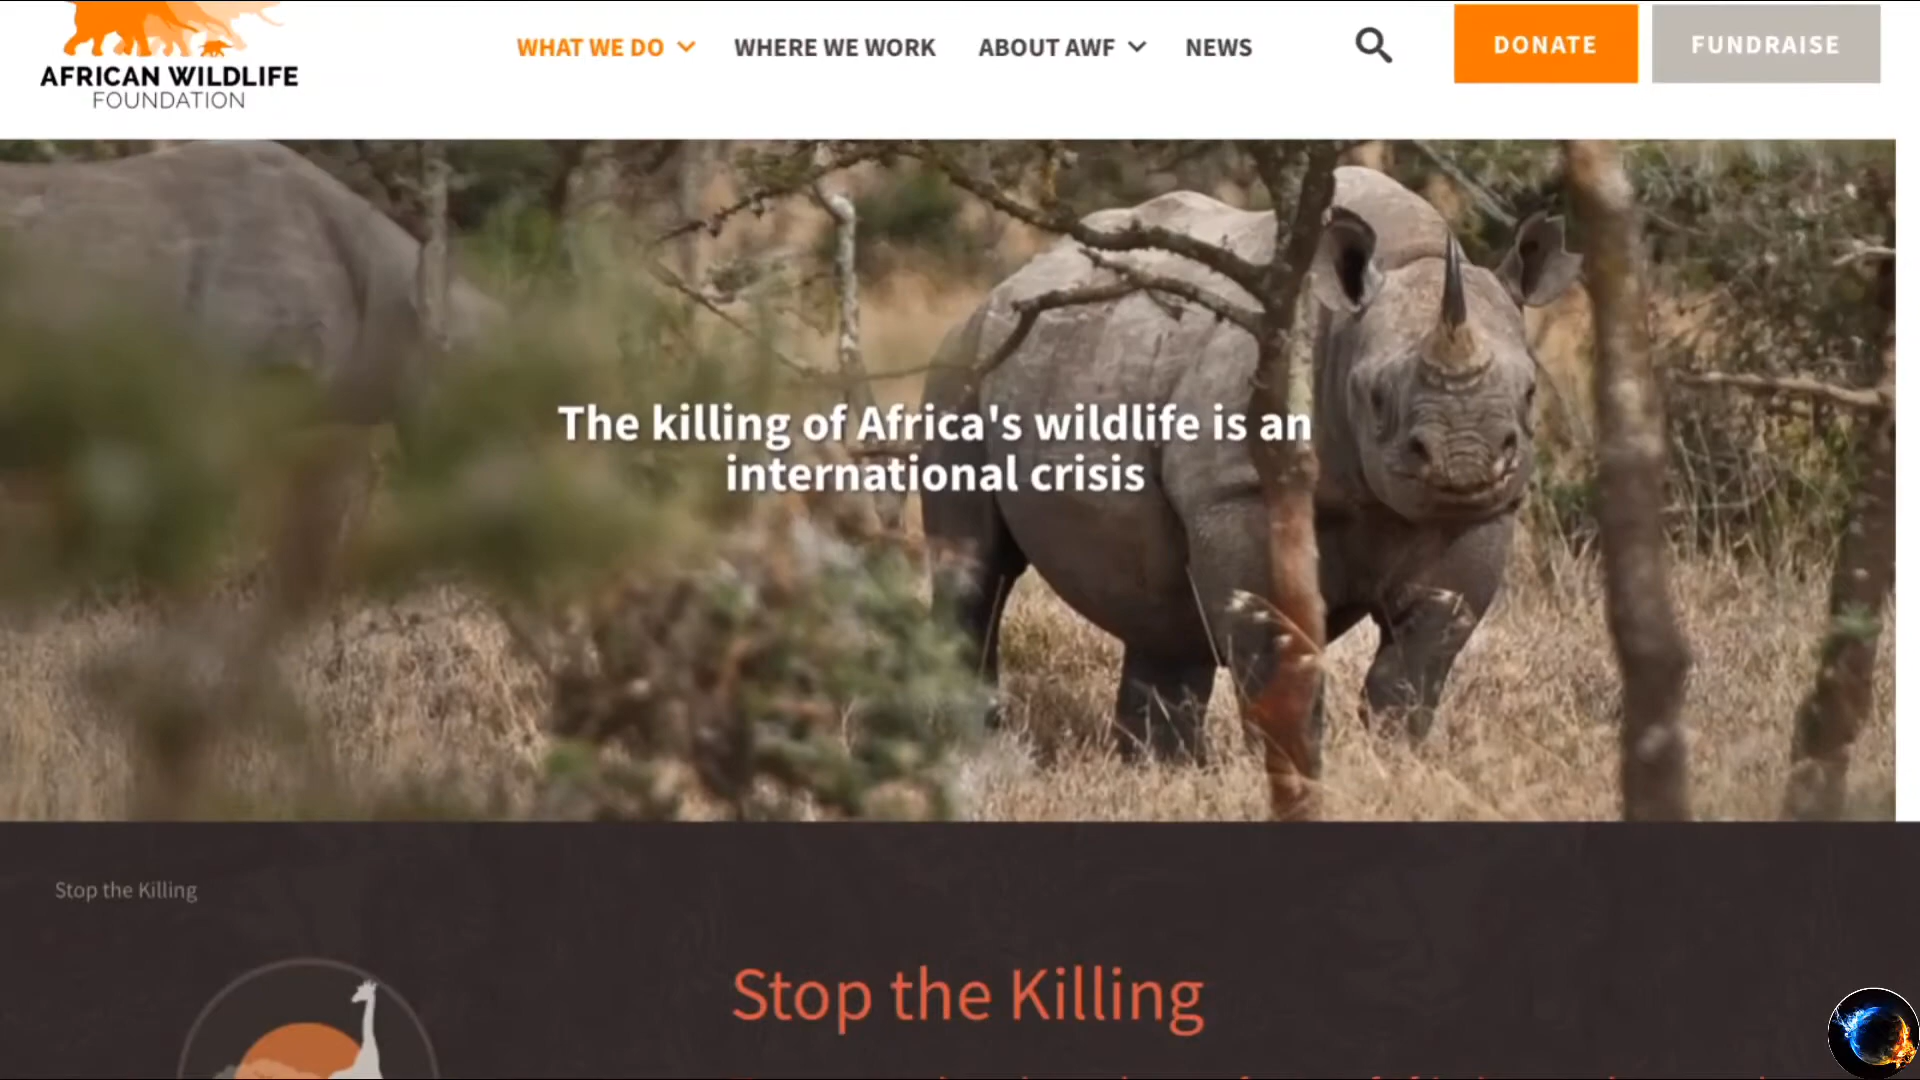 AFRICAN WILDLIFE
FOUNDATION
WHAT WE DO
WHERE WE WORK
ABOUT AWF
NEWS
DONATE
FUNDRAISE
The killing of Africa's wildlife is an
international crisis
Stop the Killing
Stop the Killing